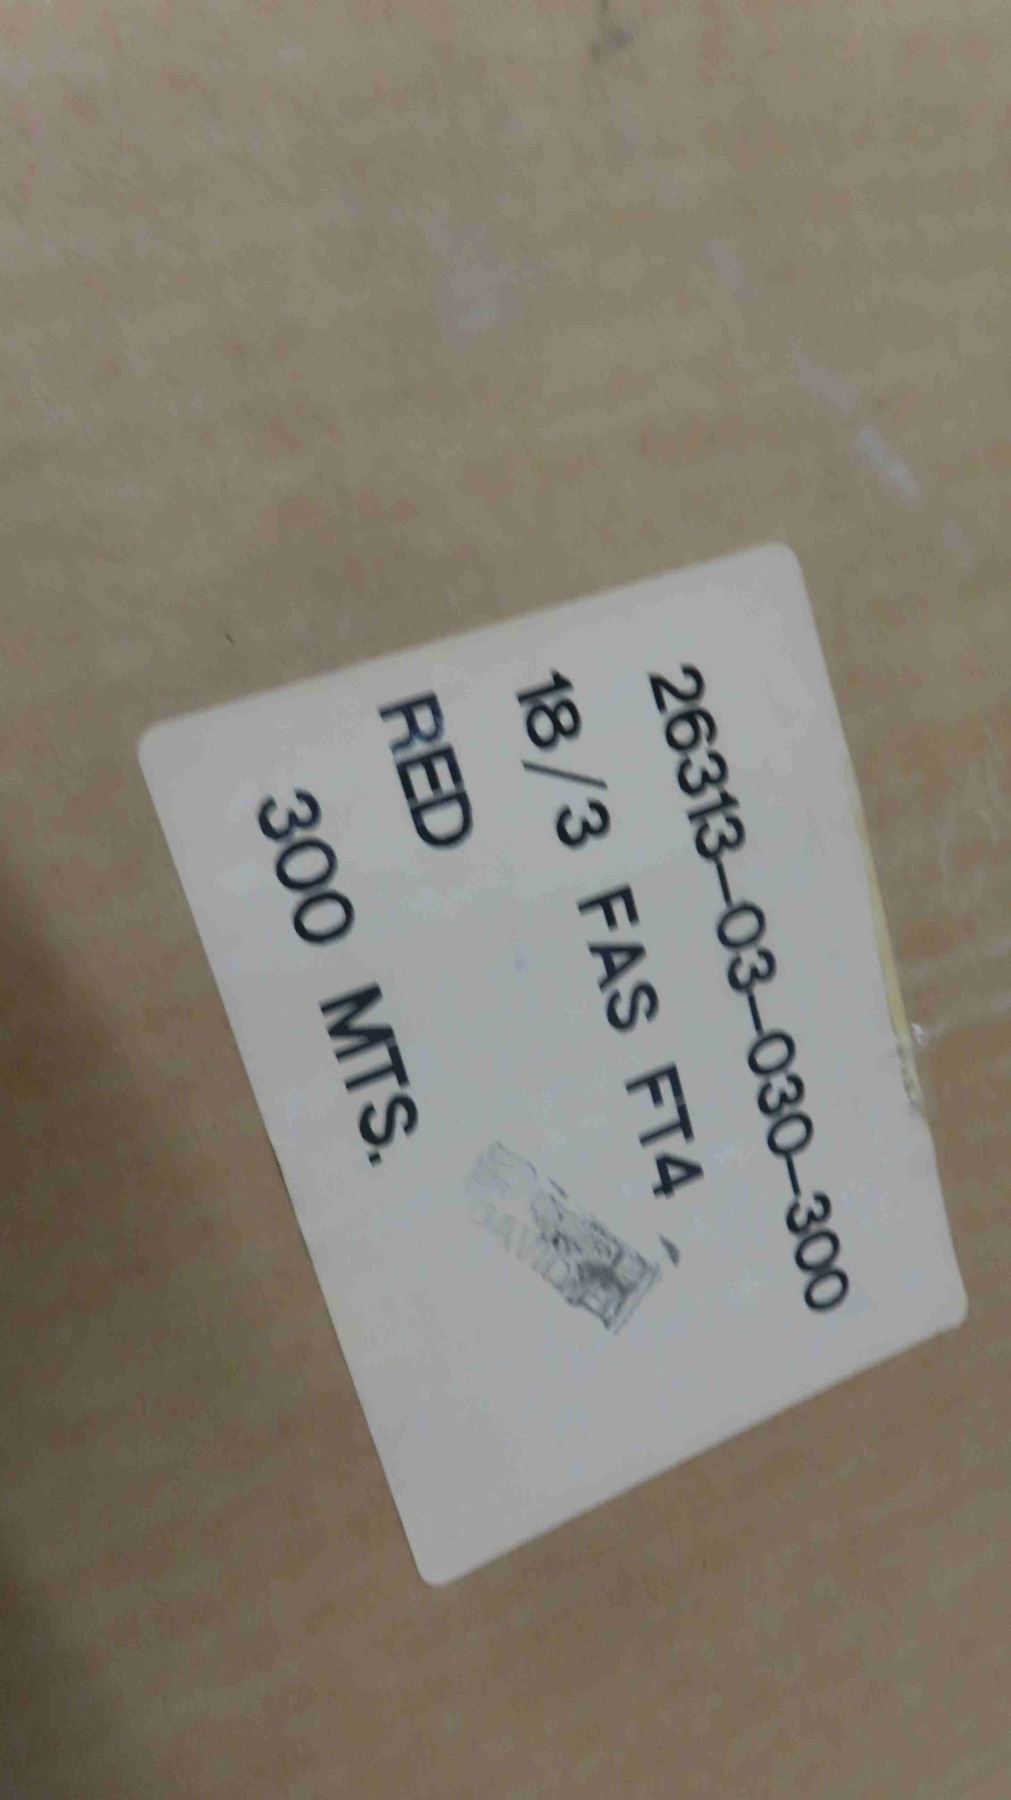 26313-03-030-300
18/3 FAS FT4
RED
300 MTS.